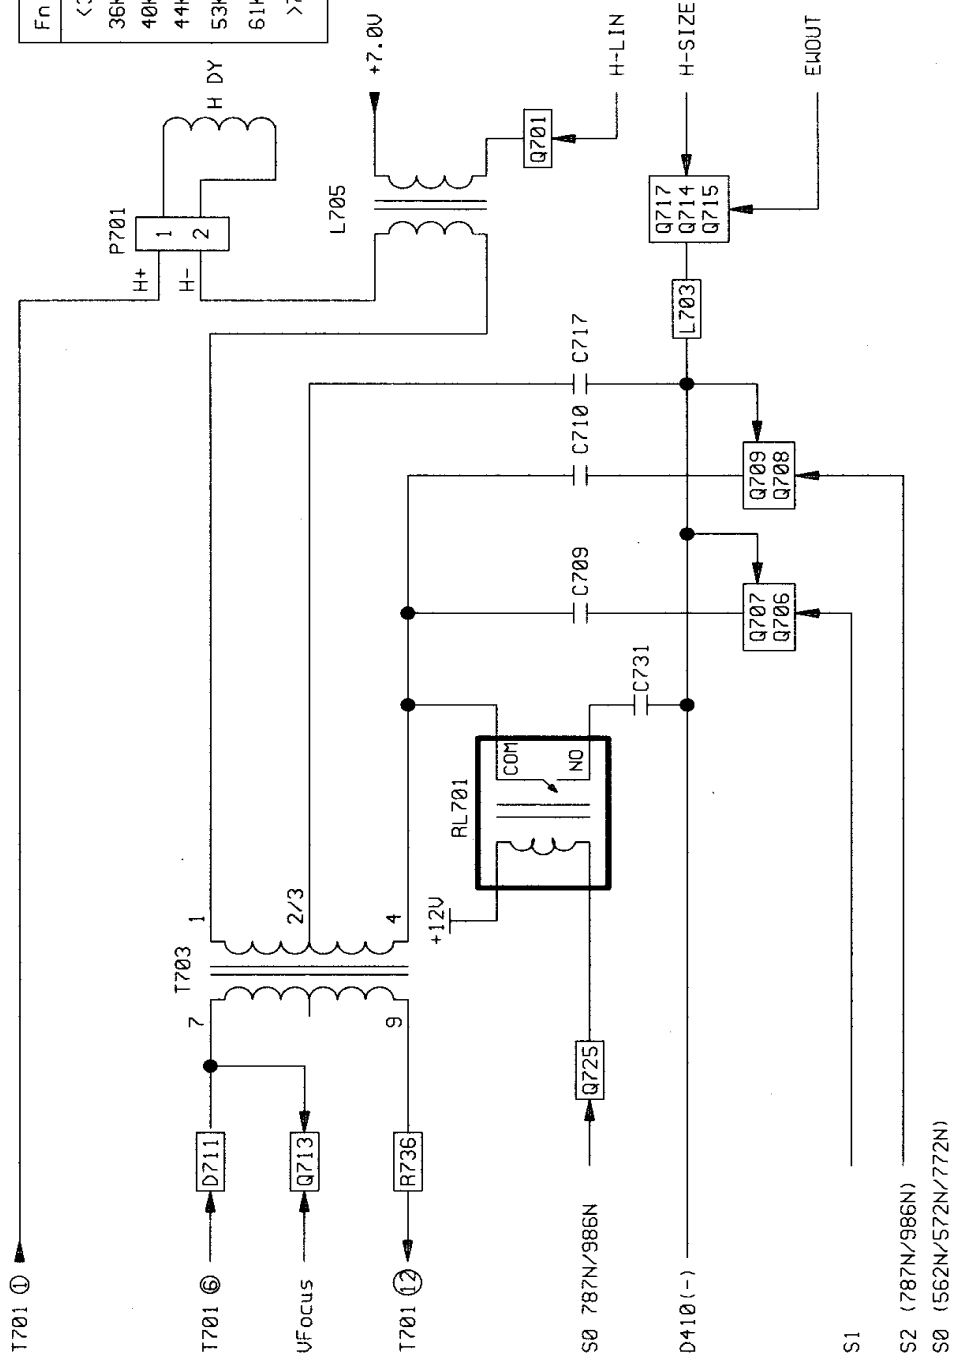 Fn
<3
36K
40K
44K
53K
61K
>7
T701 ①
H+
H-
P701
1
2
H DY
T701 ⑥
D711
VFocus
Q713
T701 ⑫
R736
T703
7
9
1
2/3
4
L705
+7.0V
Q701
H-LIN
+12V
RL701
COM
NO
C731
C709
C710
C717
S0 787N/986N
Q725
D410(-)
L703
Q717
Q714
Q715
H-SIZE
EWOUT
Q707
Q706
Q709
Q708
S1
S2 (787N/986N)
S0 (562N/572N/772N)